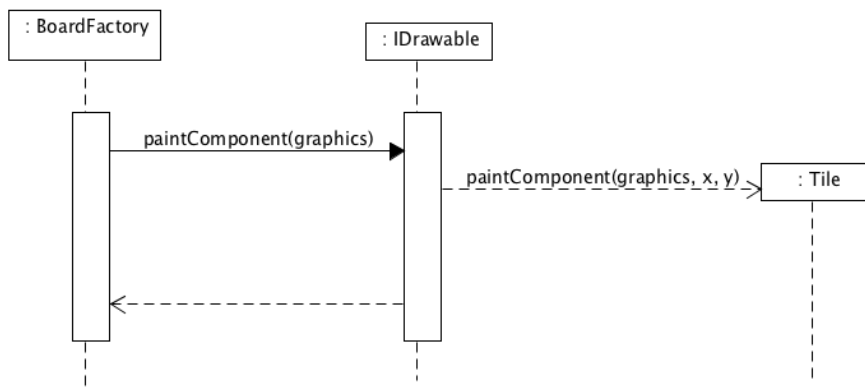 : BoardFactory
: IDrawable
paintComponent(graphics)
paintComponent(graphics, x, y)
: Tile